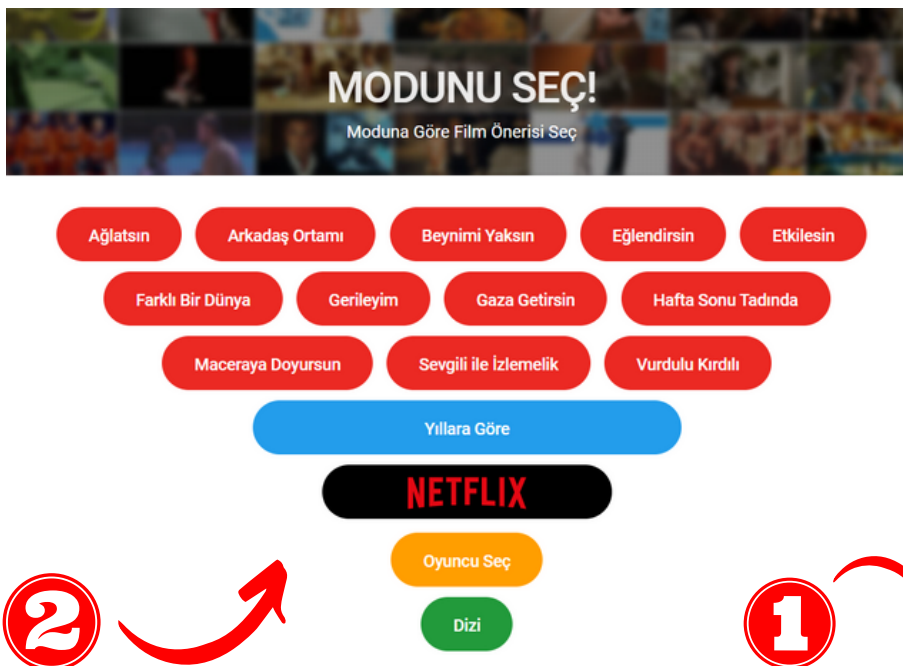 MODUNU SEÇ!
Moduna Göre Film Önerisi Seç
Ağlatsın Arkadaş Ortamı Beynimi Yaksın Eğlendirsin Etkilesin
Farklı Bir Dünya Gerileyim Gaza Getirsin Hafta Sonu Tadında
Maceraya Doyursun Sevgili ile İzlemelik Vurdulu Kırdılı
Yıllara Göre
NETFLIX
Oyuncu Seç
Dizi
2 1